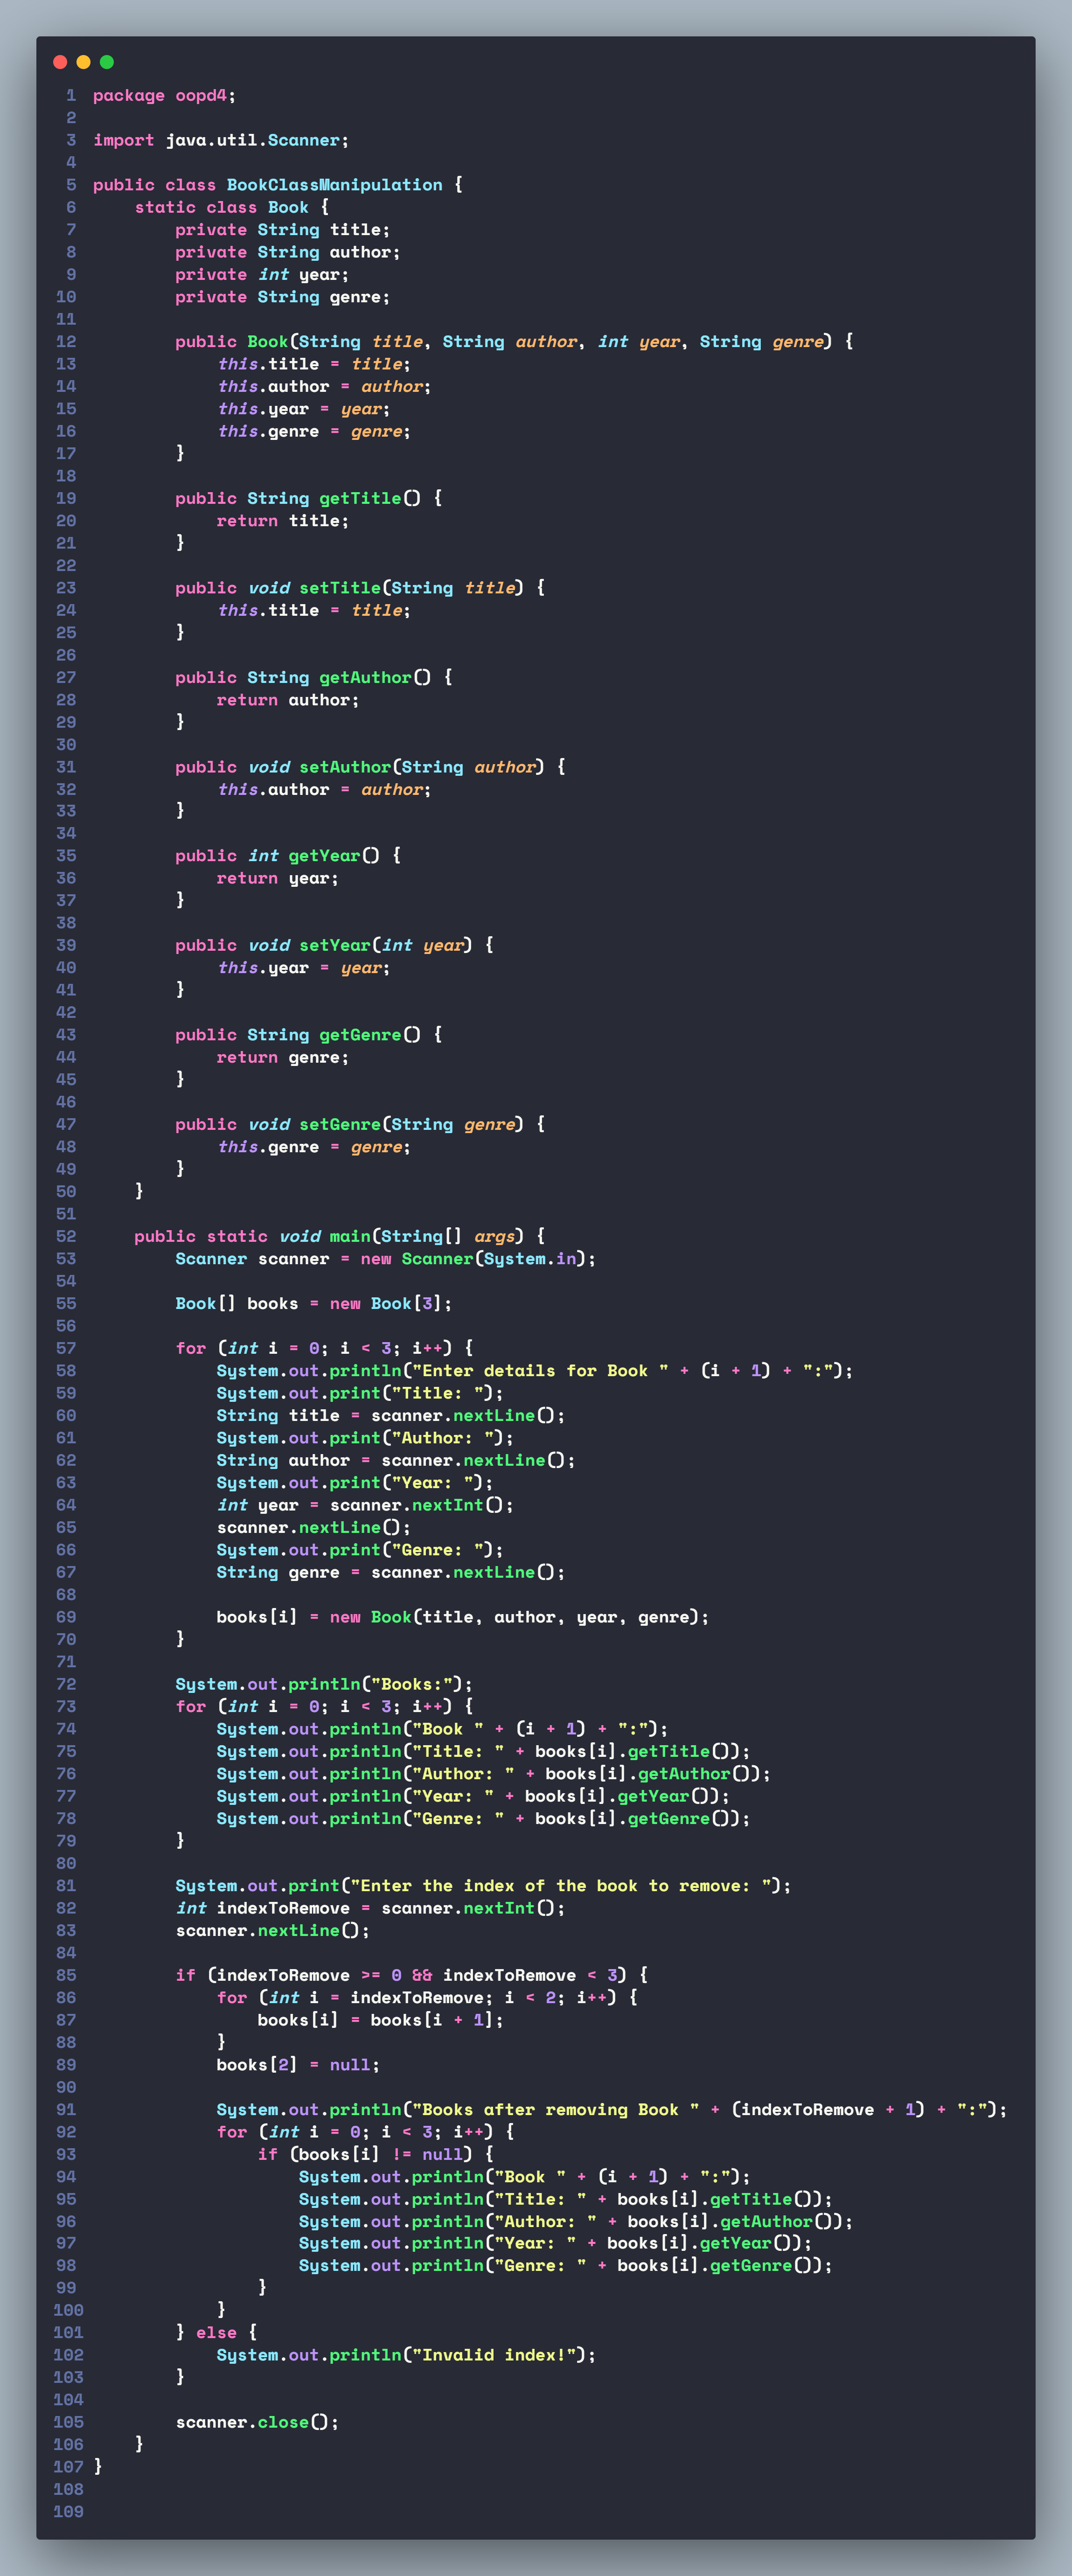 1 package oopd4;
2
3 import java.util.Scanner;
4
5 public class BookClassManipulation {
6     static class Book {
7         private String title;
8         private String author;
9         private int year;
10         private String genre;
11
12         public Book(String title, String author, int year, String genre) {
13             this.title = title;
14             this.author = author;
15             this.year = year;
16             this.genre = genre;
17         }
18
19         public String getTitle() {
20             return title;
21         }
22
23         public void setTitle(String title) {
24             this.title = title;
25         }
26
27         public String getAuthor() {
28             return author;
29         }
30
31         public void setAuthor(String author) {
32             this.author = author;
33         }
34
35         public int getYear() {
36             return year;
37         }
38
39         public void setYear(int year) {
40             this.year = year;
41         }
42
43         public String getGenre() {
44             return genre;
45         }
46
47         public void setGenre(String genre) {
48             this.genre = genre;
49         }
50     }
51
52     public static void main(String[] args) {
53         Scanner scanner = new Scanner(System.in);
54
55         Book[] books = new Book[3];
56
57         for (int i = 0; i < 3; i++) {
58             System.out.println("Enter details for Book " + (i + 1) + ":");
59             System.out.print("Title: ");
60             String title = scanner.nextLine();
61             System.out.print("Author: ");
62             String author = scanner.nextLine();
63             System.out.print("Year: ");
64             int year = scanner.nextInt();
65             scanner.nextLine();
66             System.out.print("Genre: ");
67             String genre = scanner.nextLine();
68
69             books[i] = new Book(title, author, year, genre);
70         }
71
72         System.out.println("Books:");
73         for (int i = 0; i < 3; i++) {
74             System.out.println("Book " + (i + 1) + ":");
75             System.out.println("Title: " + books[i].getTitle());
76             System.out.println("Author: " + books[i].getAuthor());
77             System.out.println("Year: " + books[i].getYear());
78             System.out.println("Genre: " + books[i].getGenre());
79         }
80
81         System.out.print("Enter the index of the book to remove: ");
82         int indexToRemove = scanner.nextInt();
83         scanner.nextLine();
84
85         if (indexToRemove >= 0 && indexToRemove < 3) {
86             for (int i = indexToRemove; i < 2; i++) {
87                 books[i] = books[i + 1];
88             }
89             books[2] = null;
90
91             System.out.println("Books after removing Book " + (indexToRemove + 1) + ":");
92             for (int i = 0; i < 3; i++) {
93                 if (books[i] != null) {
94                     System.out.println("Book " + (i + 1) + ":");
95                     System.out.println("Title: " + books[i].getTitle());
96                     System.out.println("Author: " + books[i].getAuthor());
97                     System.out.println("Year: " + books[i].getYear());
98                     System.out.println("Genre: " + books[i].getGenre());
99                 }
100             }
101         } else {
102             System.out.println("Invalid index!");
103         }
104
105         scanner.close();
106     }
107 }
108
109